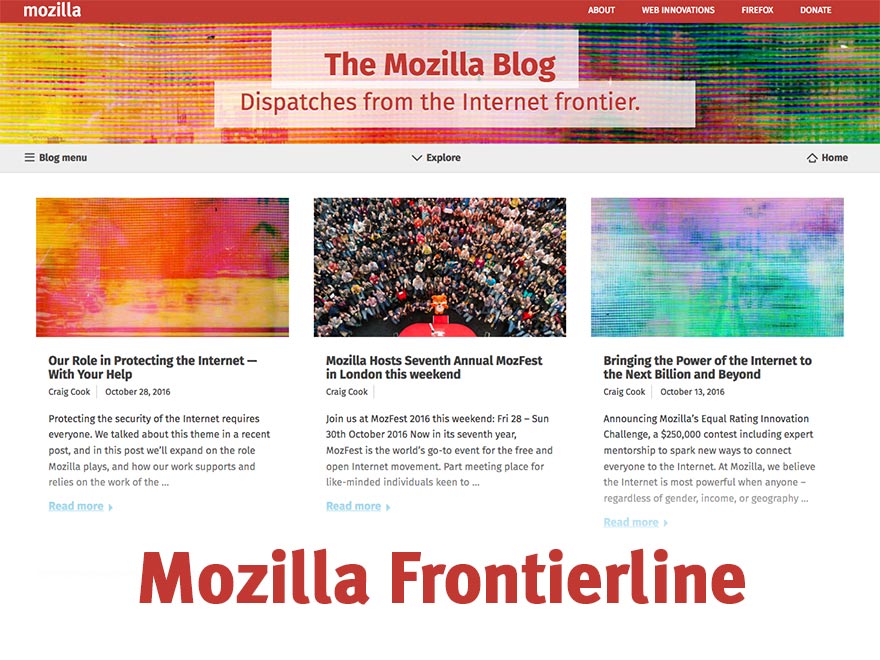 mozilla
ABOUT WEB INNOVATIONS FIREFOX DONATE
The Mozilla Blog
Dispatches from the Internet frontier.
Blog menu
Explore
Home
Our Role in Protecting the Internet —
With Your Help
Craig Cook October 28, 2016
Protecting the security of the Internet requires
everyone. We talked about this theme in a recent
post, and in this post we'll expand on the role
Mozilla plays, and how our work supports and
relies on the work of the ...
Read more
Mozilla Hosts Seventh Annual MozFest
in London this weekend
Craig Cook
Join us at MozFest 2016 this weekend: Fri 28 – Sun
30th October 2016 Now in its seventh year,
MozFest is the world's go-to event for the free and
open Internet movement. Part meeting place for
like-minded individuals keen to ...
Read more
Bringing the Power of the Internet to
the Next Billion and Beyond
Craig Cook October 13, 2016
Announcing Mozilla's Equal Rating Innovation
Challenge, a $250,000 contest including expert
mentorship to spark new ways to connect
everyone to the Internet. At Mozilla, we believe
the Internet is most powerful when anyone –
regardless of gender, income, or geography ...
Read more
Mozilla Frontierline